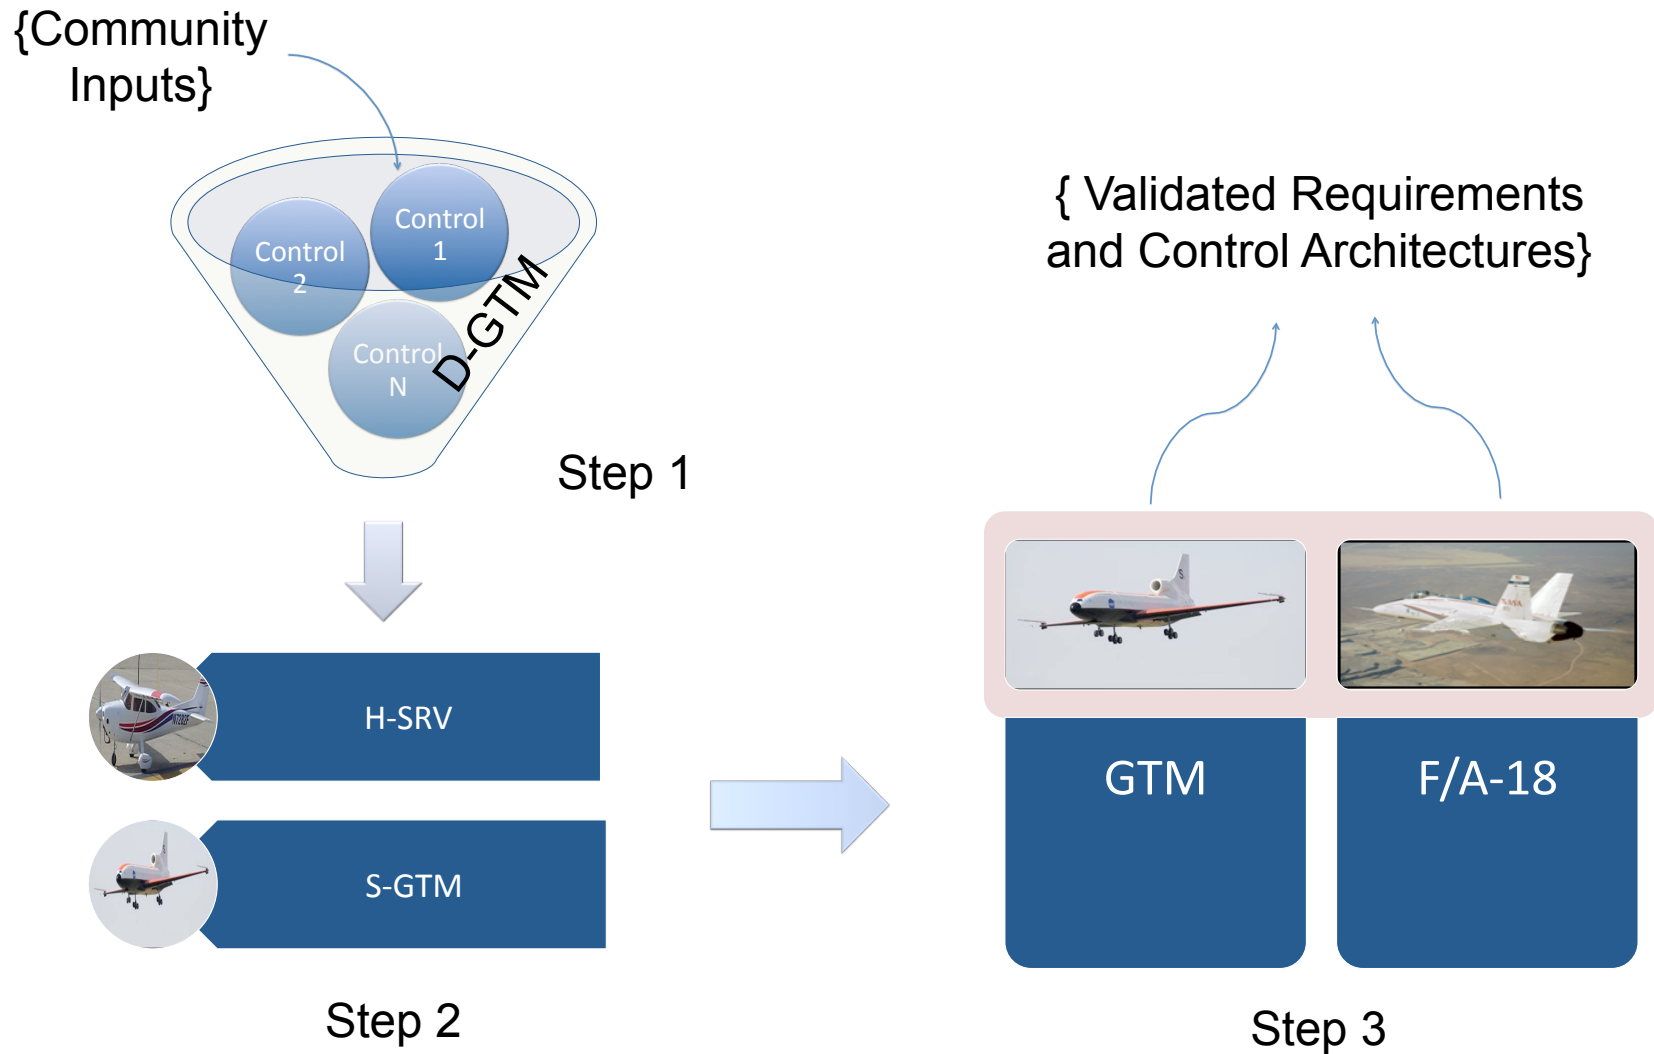 {Community
Inputs}
Control
1
Control
2
Control
N
D-GTM
Step 1
H-SRV
S-GTM
Step 2
{ Validated Requirements
and Control Architectures}
S
NASA
GTM
F/A-18
Step 3